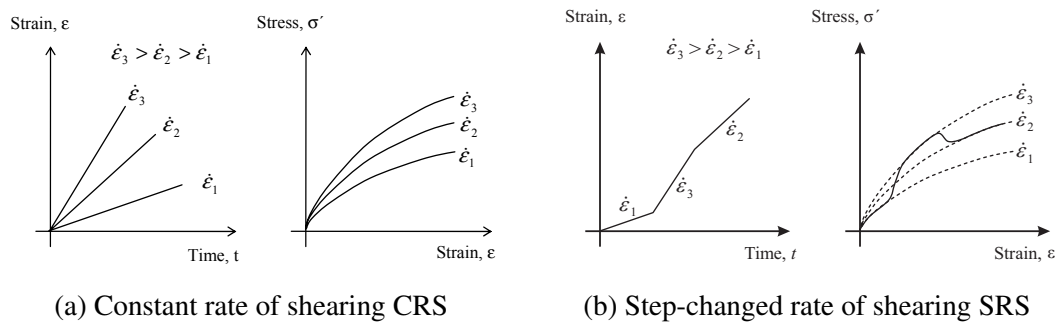 Strain, ε
ε̇₃ > ε̇₂ > ε̇₁
ε̇₃
ε̇₂
ε̇₁
Time, t
Stress, σ´
ε̇₃
ε̇₂
ε̇₁
Strain, ε
(a) Constant rate of shearing CRS
Strain, ε
ε̇₃ > ε̇₂ > ε̇₁
ε̇₂
ε̇₃
ε̇₁
Time, t
Stress, σ´
ε̇₃
ε̇₂
ε̇₁
Strain, ε
(b) Step-changed rate of shearing SRS